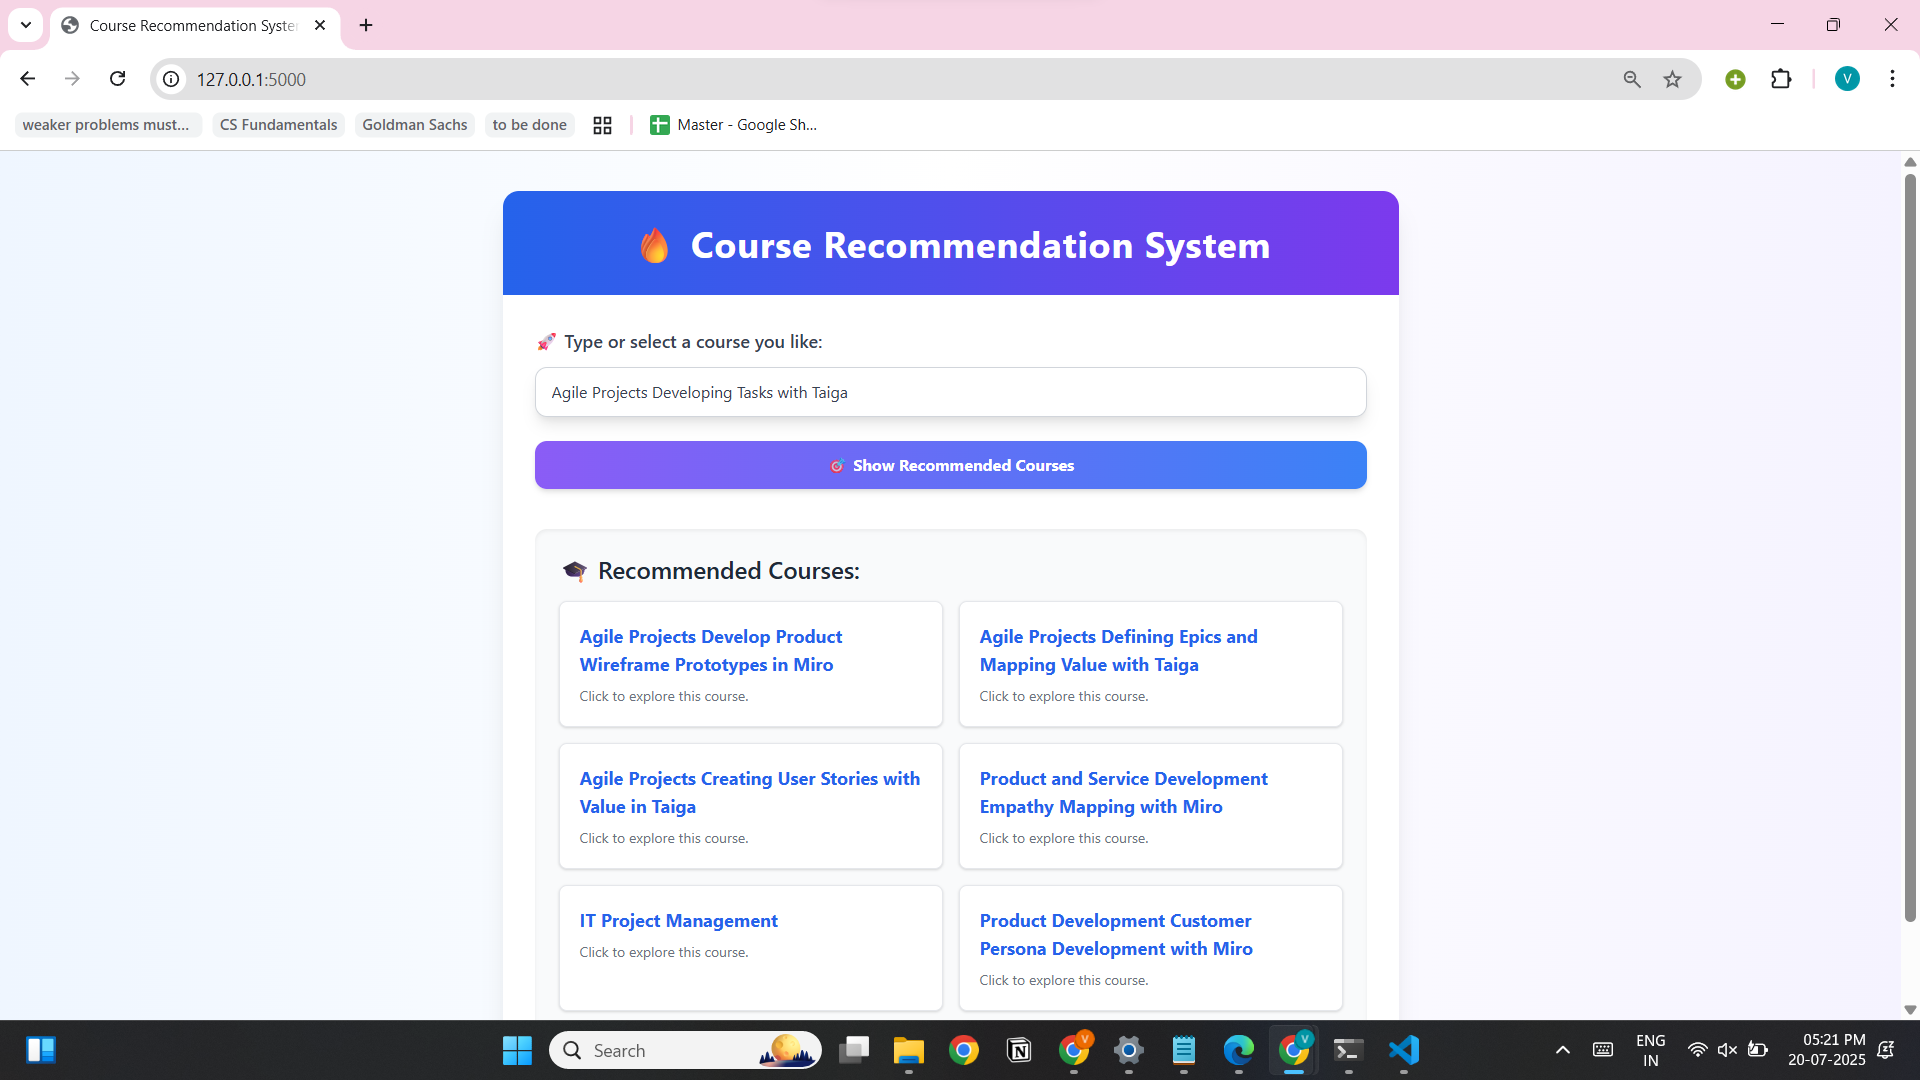 Course Recommendation Syste
127.0.0.1:5000
V
weaker problems must...
CS Fundamentals
Goldman Sachs
to be done
Master - Google Sh...
Course Recommendation System
Type or select a course you like:
Agile Projects Developing Tasks with Taiga
Show Recommended Courses
Recommended Courses:
Agile Projects Develop Product
Wireframe Prototypes in Miro
Click to explore this course.
Agile Projects Defining Epics and
Mapping Value with Taiga
Click to explore this course.
Agile Projects Creating User Stories with
Value in Taiga
Click to explore this course.
Product and Service Development
Empathy Mapping with Miro
Click to explore this course.
IT Project Management
Click to explore this course.
Product Development Customer
Persona Development with Miro
Click to explore this course.
Search
V
V
ENG
IN
05:21 PM
20-07-2025